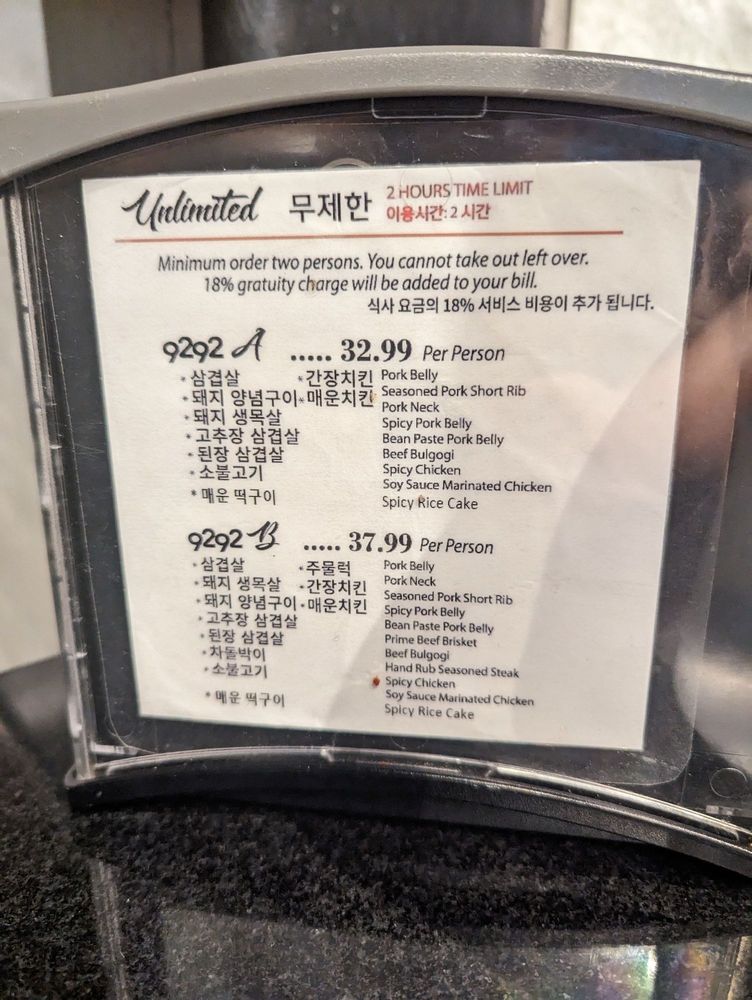 Unlimited 무제한 2 HOURS TIME LIMIT
이용시간: 2 시간
Minimum order two persons. You cannot take out left over.
18% gratuity charge will be added to your bill.
식사 요금의 18% 서비스 비용이 추가 됩니다.
9292 A ..... 32.99 Per Person
* 삼겹살 * 간장치킨 Pork Belly
* 돼지 양념구이 * 매운치킨 Seasoned Pork Short Rib
* 돼지 생목살 Pork Neck
* 고추장 삼겹살 Spicy Pork Belly
* 된장 삼겹살 Bean Paste Pork Belly
* 소불고기 Beef Bulgogi
Spicy Chicken
Soy Sauce Marinated Chicken
* 매운 떡구이 Spicy Rice Cake
9292 B ..... 37.99 Per Person
* 삼겹살 * 주물럭 Pork Belly
* 돼지 생목살 * 간장치킨 Pork Neck
* 돼지 양념구이 * 매운치킨 Seasoned Pork Short Rib
* 고추장 삼겹살 Spicy Pork Belly
* 된장 삼겹살 Bean Paste Pork Belly
* 차돌박이 Prime Beef Brisket
* 소불고기 Beef Bulgogi
Hand Rub Seasoned Steak
Spicy Chicken
* 매운 떡구이 Soy Sauce Marinated Chicken
Spicy Rice Cake